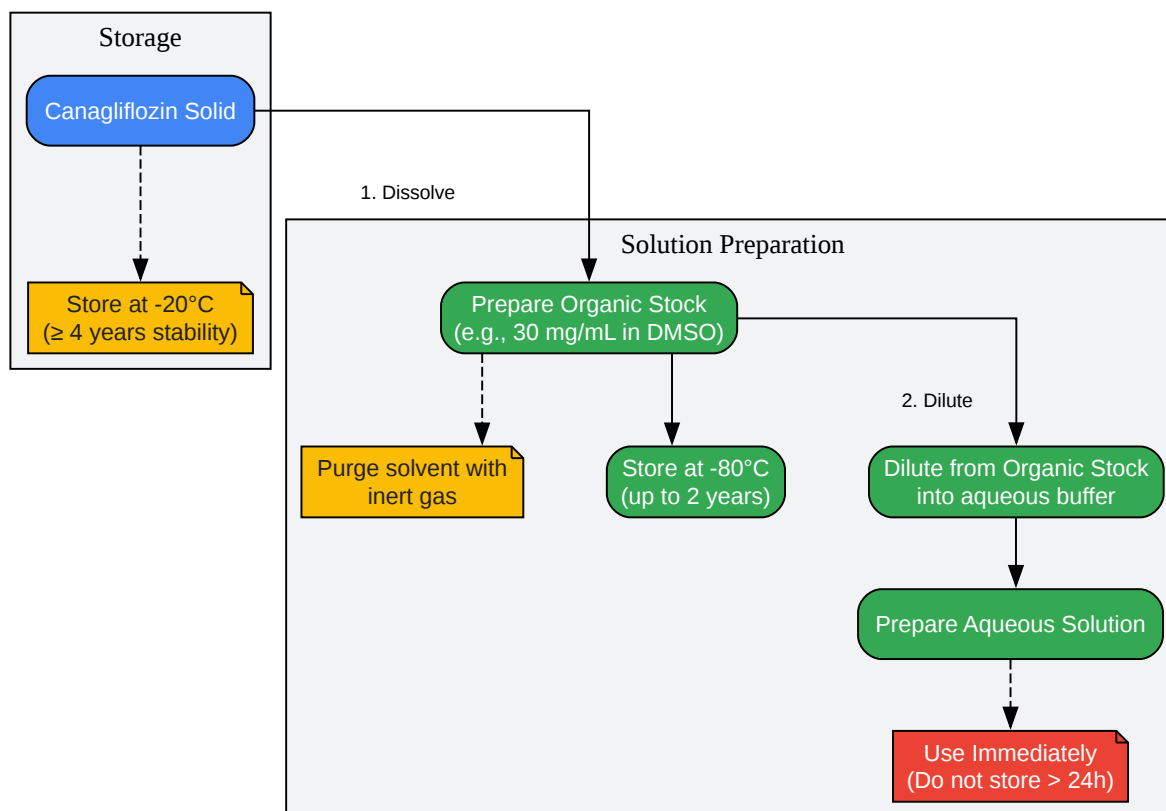 Storage
Canagliflozin Solid
Store at -20°C
(≥ 4 years stability)
1. Dissolve
Solution Preparation
Prepare Organic Stock
(e.g., 30 mg/mL in DMSO)
2. Dilute
Purge solvent with
inert gas
Store at -80°C
(up to 2 years)
Dilute from Organic Stock
into aqueous buffer
Prepare Aqueous Solution
Use Immediately
(Do not store > 24h)